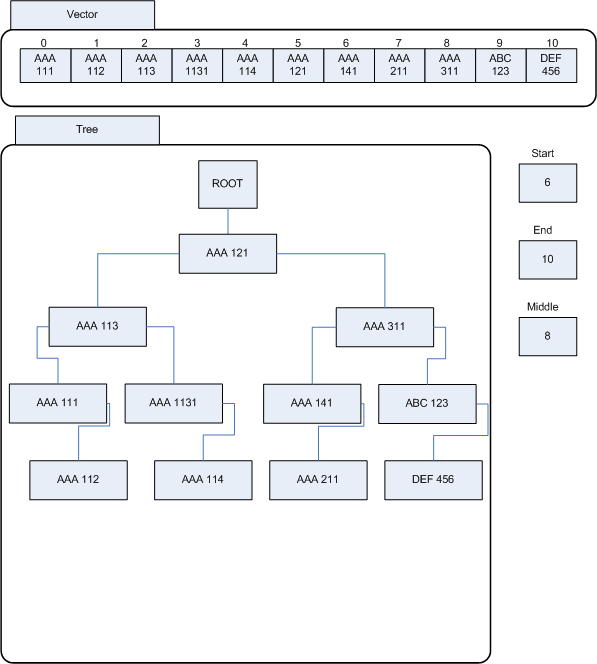 Vector
0 1 2 3 4 5 6 7 8 9 10
AAA AAA AAA AAA AAA AAA AAA AAA AAA ABC DEF
111 112 113 1131 114 121 141 211 311 123 456
Tree
Start
ROOT
6
End
AAA 121
10
Middle
AAA 113 AAA 311
8
AAA 111 AAA 1131 AAA 141 ABC 123
AAA 112 AAA 114 AAA 211 DEF 456